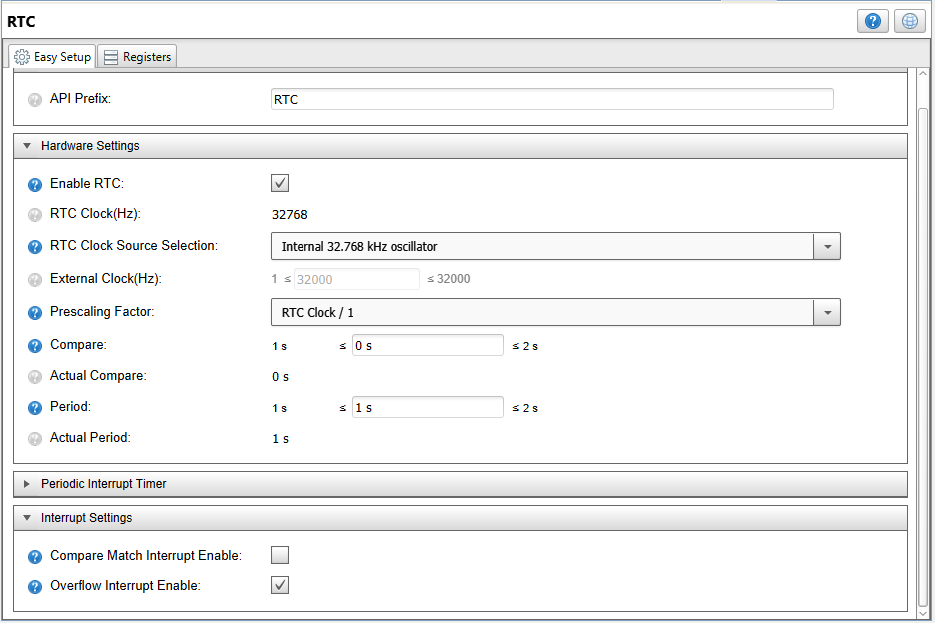 RTC
Easy Setup Registers
API Prefix: RTC
Hardware Settings
Enable RTC:
RTC Clock(Hz): 32768
RTC Clock Source Selection: Internal 32.768 kHz oscillator
External Clock(Hz): 1 ≤ 32000 ≤ 32000
Prescaling Factor: RTC Clock / 1
Compare: 1 s ≤ 0 s ≤ 2 s
Actual Compare: 0 s
Period: 1 s ≤ 1 s ≤ 2 s
Actual Period: 1 s
Periodic Interrupt Timer
Interrupt Settings
Compare Match Interrupt Enable:
Overflow Interrupt Enable: